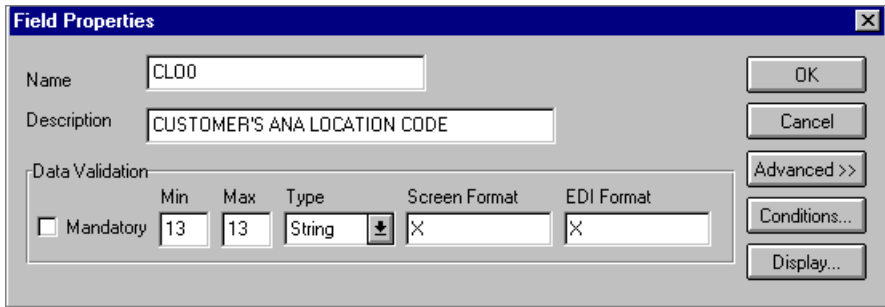 Field Properties
Name
CLO0
OK
Description
CUSTOMER'S ANA LOCATION CODE
Cancel
Data Validation
Advanced >>
Min Max Type Screen Format EDI Format
Mandatory 13 13 String X X
Conditions...
Display...